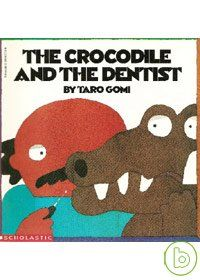 THE CROCODILE
AND THE DENTIST
BY TARO GOMI
SCHOLASTIC